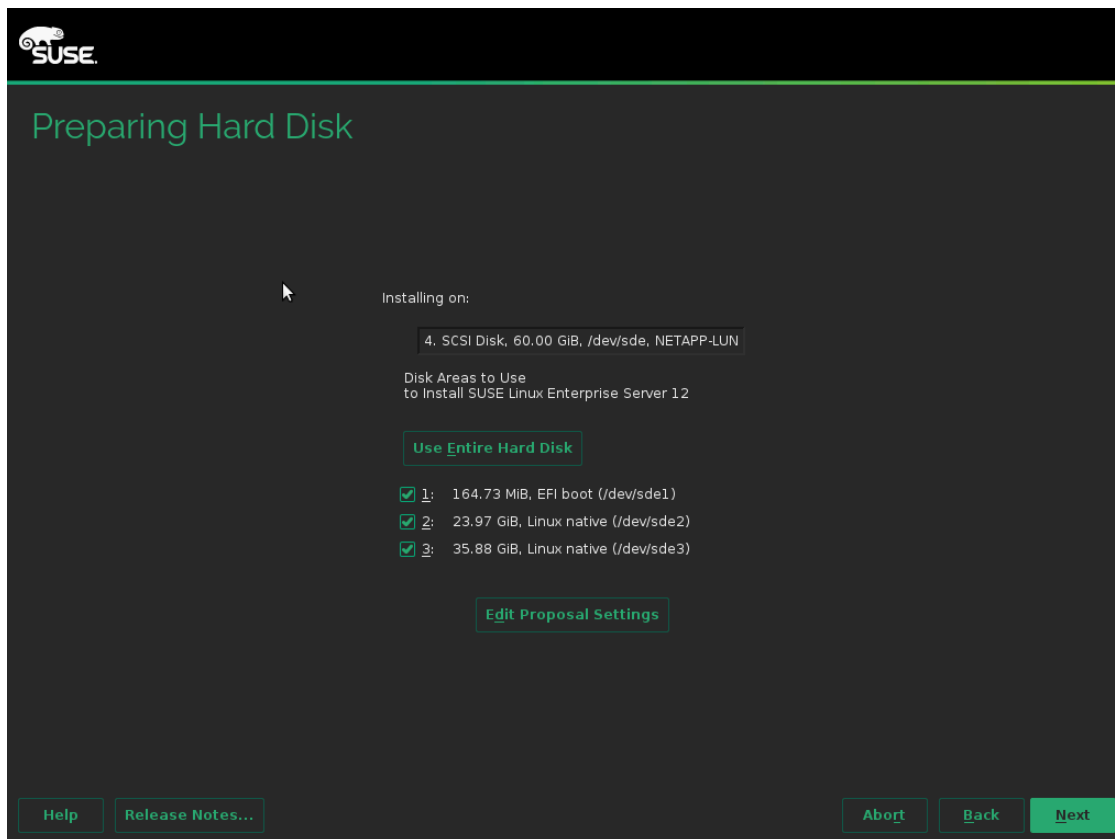 SUSE.
Preparing Hard Disk
Installing on:
4. SCSI Disk, 60.00 GiB, /dev/sde, NETAPP-LUN
Disk Areas to Use
to Install SUSE Linux Enterprise Server 12
Use Entire Hard Disk
1: 164.73 MiB, EFI boot (/dev/sde1)
2: 23.97 GiB, Linux native (/dev/sde2)
3: 35.88 GiB, Linux native (/dev/sde3)
Edit Proposal Settings
Help Release Notes... Abort Back Next